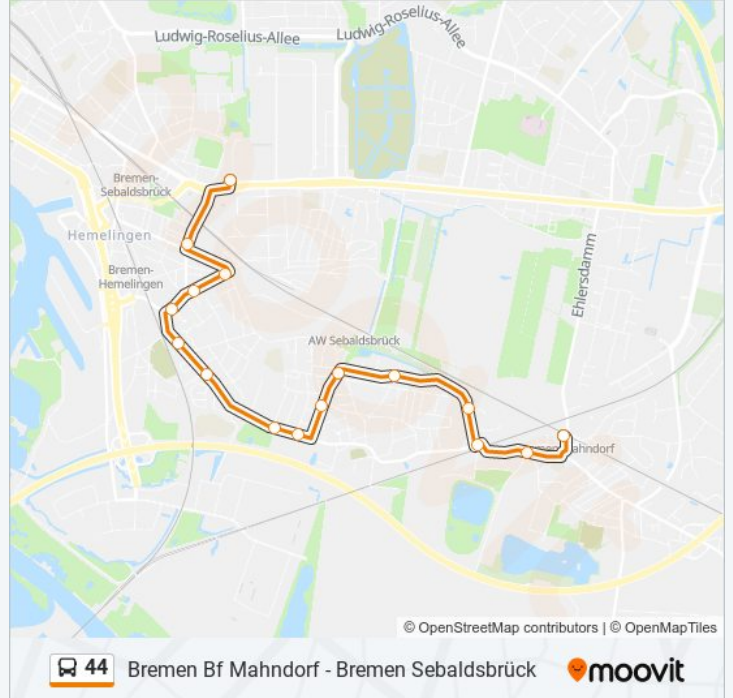 Ludwig-Roselius-Allee
Ludwig-Roselius-Allee
Bremen-
Sebaldsbrück
Hemelingen
Bremen-
Hemelingen
Ehlersdamm
AW Sebaldsbrück
ahndorf
© OpenStreetMap contributors | © OpenMapTiles
44
Bremen Bf Mahndorf - Bremen Sebaldsbrück
moovit